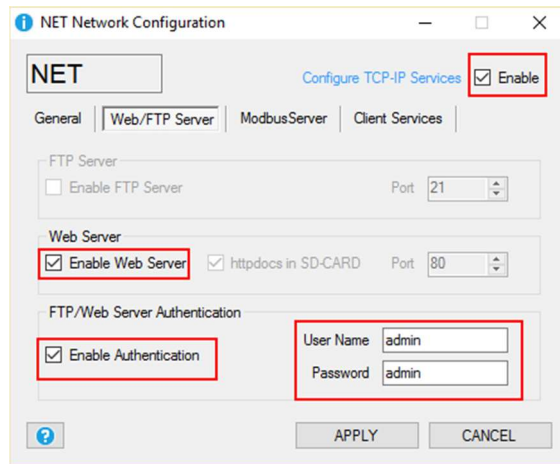 NET Network Configuration
NET
Configure TCP-IP Services Enable
General Web/FTP Server ModbusServer Client Services
FTP Server
Enable FTP Server Port 21
Web Server
Enable Web Server httpdocs in SD-CARD Port 80
FTP/Web Server Authentication
Enable Authentication
User Name admin
Password admin
APPLY CANCEL